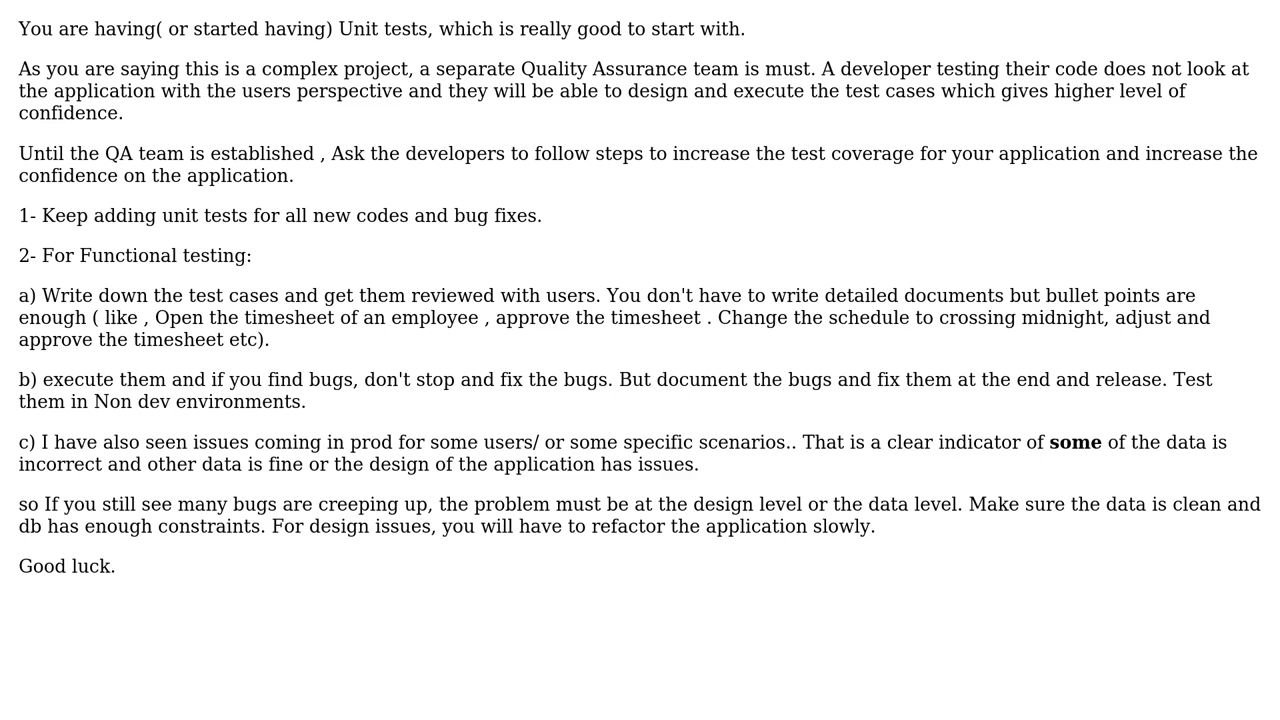 You are having( or started having) Unit tests, which is really good to start with.
As you are saying this is a complex project, a separate Quality Assurance team is must. A developer testing their code does not look at
the application with the users perspective and they will be able to design and execute the test cases which gives higher level of
confidence.
Until the QA team is established , Ask the developers to follow steps to increase the test coverage for your application and increase the
confidence on the application.
1- Keep adding unit tests for all new codes and bug fixes.
2- For Functional testing:
a) Write down the test cases and get them reviewed with users. You don't have to write detailed documents but bullet points are
enough ( like , Open the timesheet of an employee , approve the timesheet . Change the schedule to crossing midnight, adjust and
approve the timesheet etc).
b) execute them and if you find bugs, don't stop and fix the bugs. But document the bugs and fix them at the end and release. Test
them in Non dev environments.
c) I have also seen issues coming in prod for some users/ or some specific scenarios.. That is a clear indicator of some of the data is
incorrect and other data is fine or the design of the application has issues.
so If you still see many bugs are creeping up, the problem must be at the design level or the data level. Make sure the data is clean and
db has enough constraints. For design issues, you will have to refactor the application slowly.
Good luck.